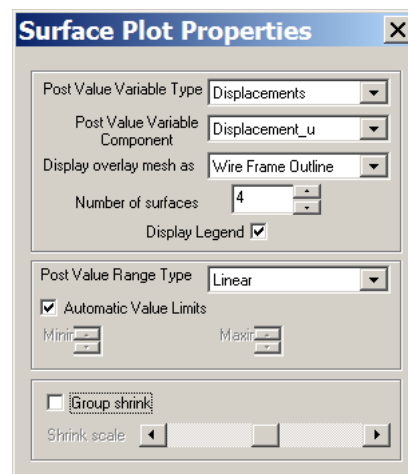 Surface Plot Properties
Post Value Variable Type Displacements
Post Value Variable
Component Displacement_u
Display overlay mesh as Wire Frame Outline
Number of surfaces 4
Display Legend
Post Value Range Type Linear
Automatic Value Limits
Group shrink
Shrink scale